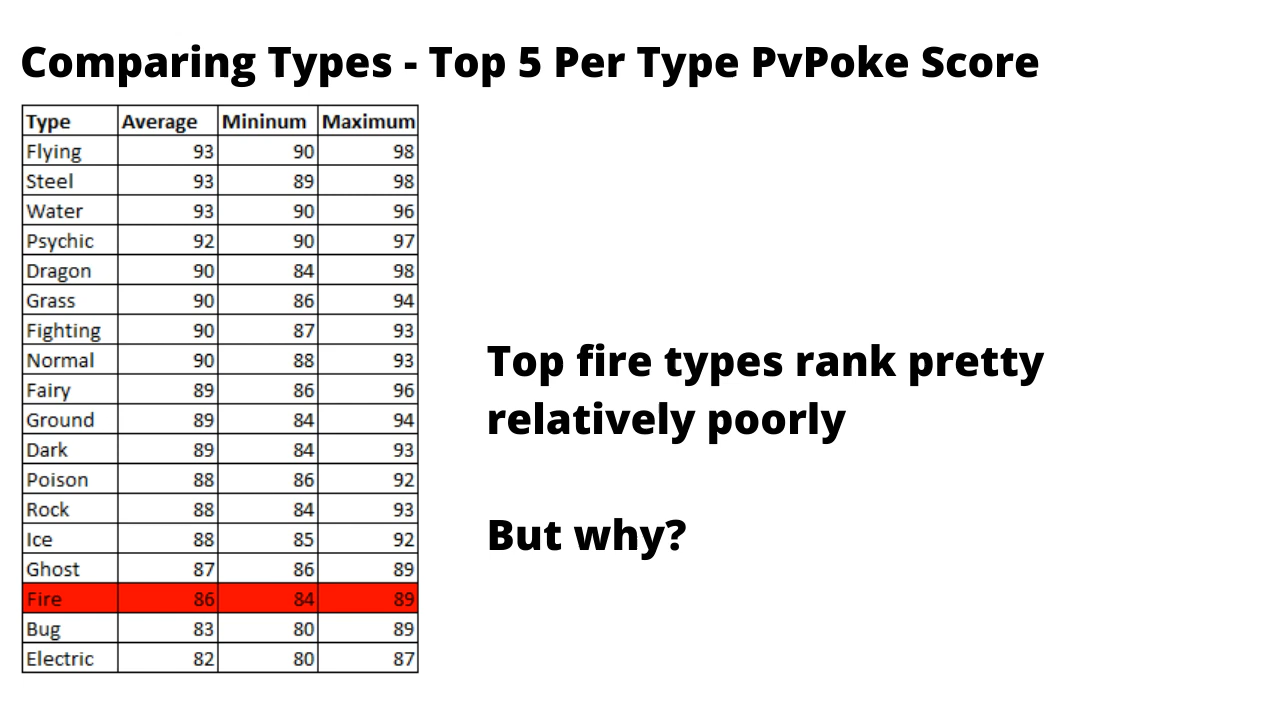 Comparing Types - Top 5 Per Type PvPoke Score
Type Average Mininum Maximum
Flying 93 90 98
Steel 93 89 98
Water 93 90 96
Psychic 92 90 97
Dragon 90 84 98
Grass 90 86 94
Fighting 90 87 93
Normal 90 88 93
Fairy 89 86 96
Ground 89 84 94
Dark 89 84 93
Poison 88 86 92
Rock 88 84 93
Ice 88 85 92
Ghost 87 86 89
Fire 86 84 89
Bug 83 80 89
Electric 82 80 87
Top fire types rank pretty
relatively poorly
But why?